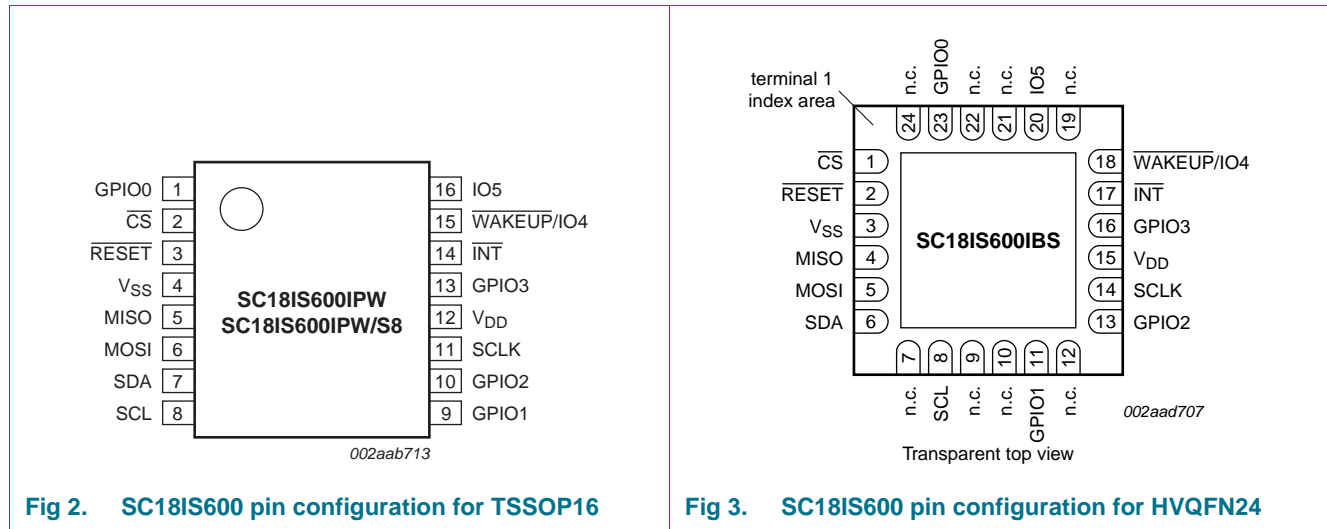 GPIO0 1
CS 2
RESET 3
VSS 4
MISO 5
MOSI 6
SDA 7
SCL 8
SC18IS600IPW
SC18IS600IPW/S8
16 IO5
15 WAKEUP/IO4
14 INT
13 GPIO3
12 VDD
11 SCLK
10 GPIO2
9 GPIO1
002aab713
Fig 2. SC18IS600 pin configuration for TSSOP16
terminal 1
index area
n.c. GPIO0 n.c. n.c. IO5 n.c.
24 23 22 21 20 19
CS 1
RESET 2
VSS 3
MISO 4
MOSI 5
SDA 6
SC18IS600IBS
18 WAKEUP/IO4
17 INT
16 GPIO3
15 VDD
14 SCLK
13 GPIO2
7 8 9 10 11 12
n.c. SCL n.c. n.c. GPIO1 n.c.
002aad707
Transparent top view
Fig 3. SC18IS600 pin configuration for HVQFN24